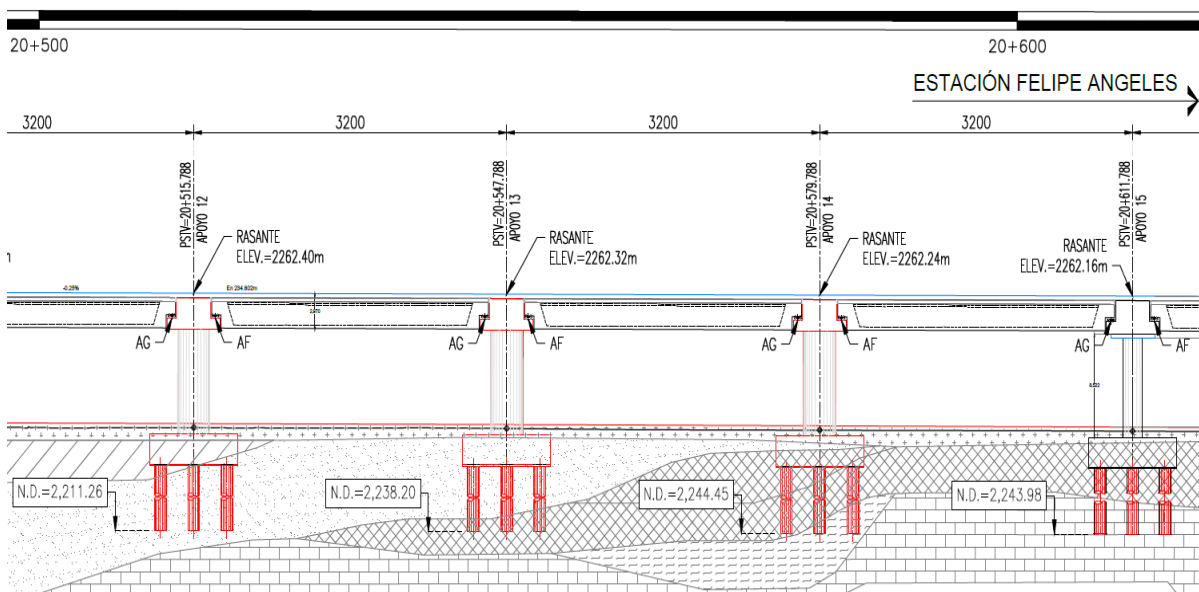 20+500
20+600
ESTACIÓN FELIPE ANGELES
3200
3200
3200
3200
PSTV=20+515.788
APOYO 12
PSTV=20+547.788
APOYO 13
PSTV=20+579.788
APOYO 14
PSTV=20+611.788
APOYO 15
RASANTE
ELEV.=2262.40m
RASANTE
ELEV.=2262.32m
RASANTE
ELEV.=2262.24m
RASANTE
ELEV.=2262.16m
-0.25%
En 234.802m
AG
AF
AG
AF
AG
AF
AG
AF
N.D.=2,211.26
N.D.=2,238.20
N.D.=2,244.45
N.D.=2,243.98